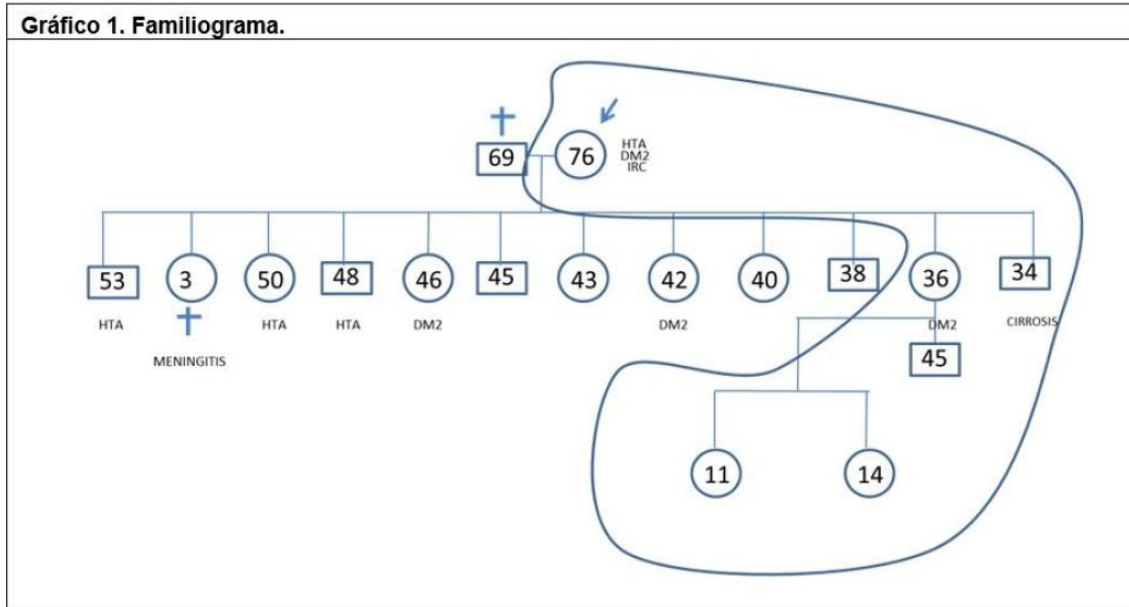 Gráfico 1. Familiograma.
69
76
HTA
DM2
IRC
53
3
50
48
46
45
43
42
40
38
36
34
HTA
HTA
HTA
DM2
DM2
DM2
CIRROSIS
MENINGITIS
45
11
14